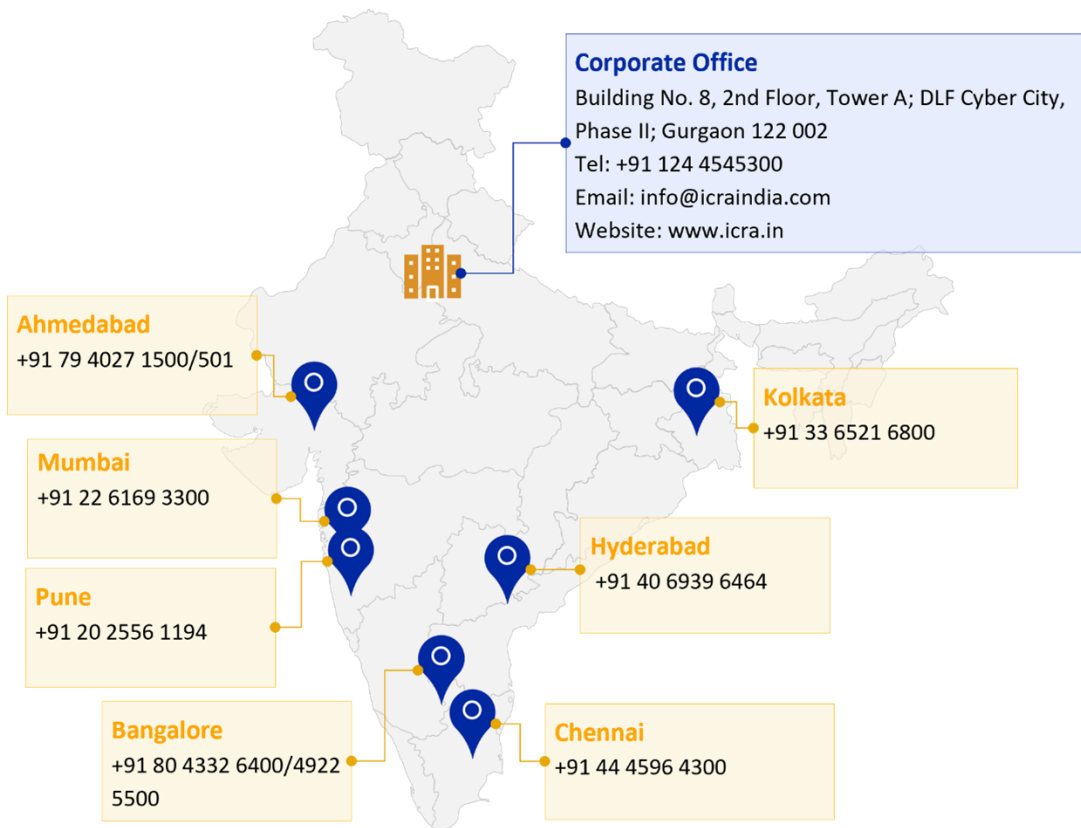 Corporate Office
Building No. 8, 2nd Floor, Tower A; DLF Cyber City,
Phase II; Gurgaon 122 002
Tel: +91 124 4545300
Email: info@icraindia.com
Website: www.icra.in
Ahmedabad
+91 79 4027 1500/501
Kolkata
+91 33 6521 6800
Mumbai
+91 22 6169 3300
Hyderabad
+91 40 6939 6464
Pune
+91 20 2556 1194
Bangalore
+91 80 4332 6400/4922
5500
Chennai
+91 44 4596 4300